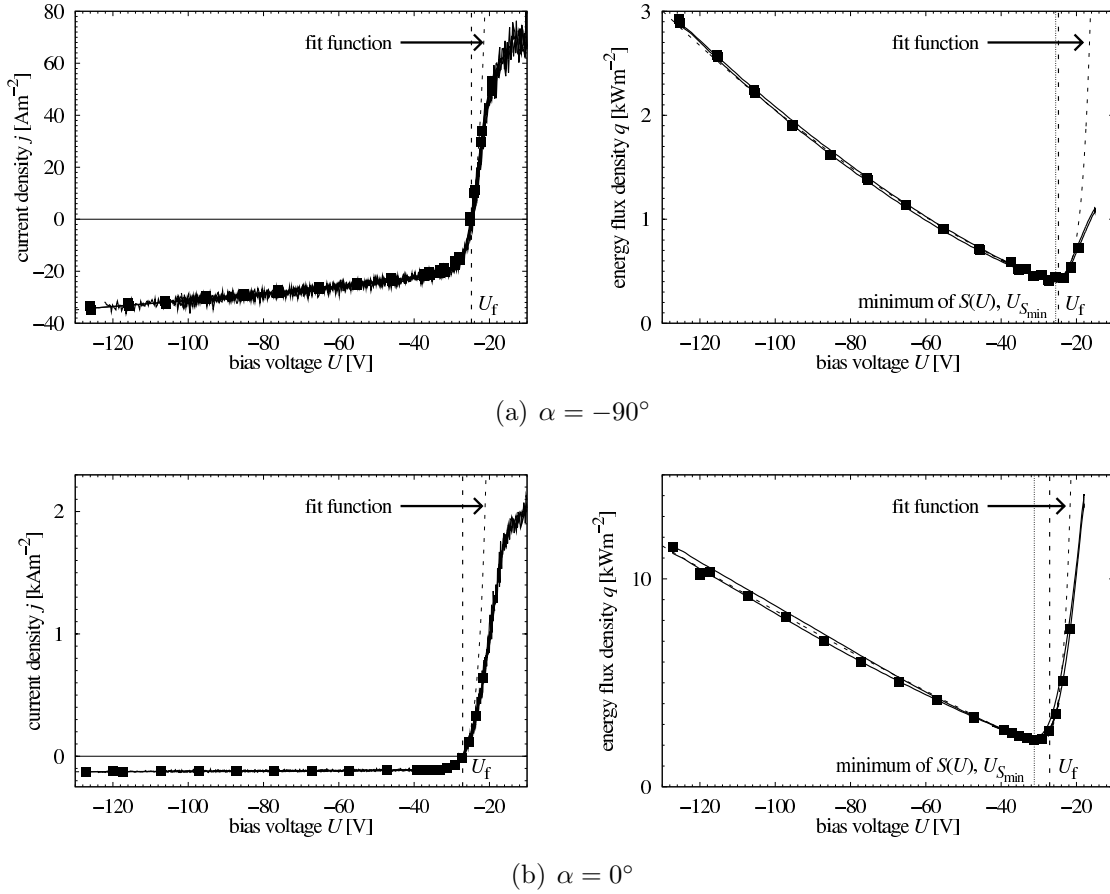 80
60
40
20
0
−20
−40
−120
−100
−80
−60
−40
−20
current density j [Am−2]
bias voltage U [V]
fit function
Uf
3
2
1
0
−120
−100
−80
−60
−40
−20
energy flux density q [kWm−2]
bias voltage U [V]
fit function
minimum of S(U), USmin
Uf
(a) α = −90°
2
1
0
−120
−100
−80
−60
−40
−20
current density j [kAm−2]
bias voltage U [V]
fit function
Uf
10
0
−120
−100
−80
−60
−40
−20
energy flux density q [kWm−2]
bias voltage U [V]
fit function
minimum of S(U), USmin
Uf
(b) α = 0°